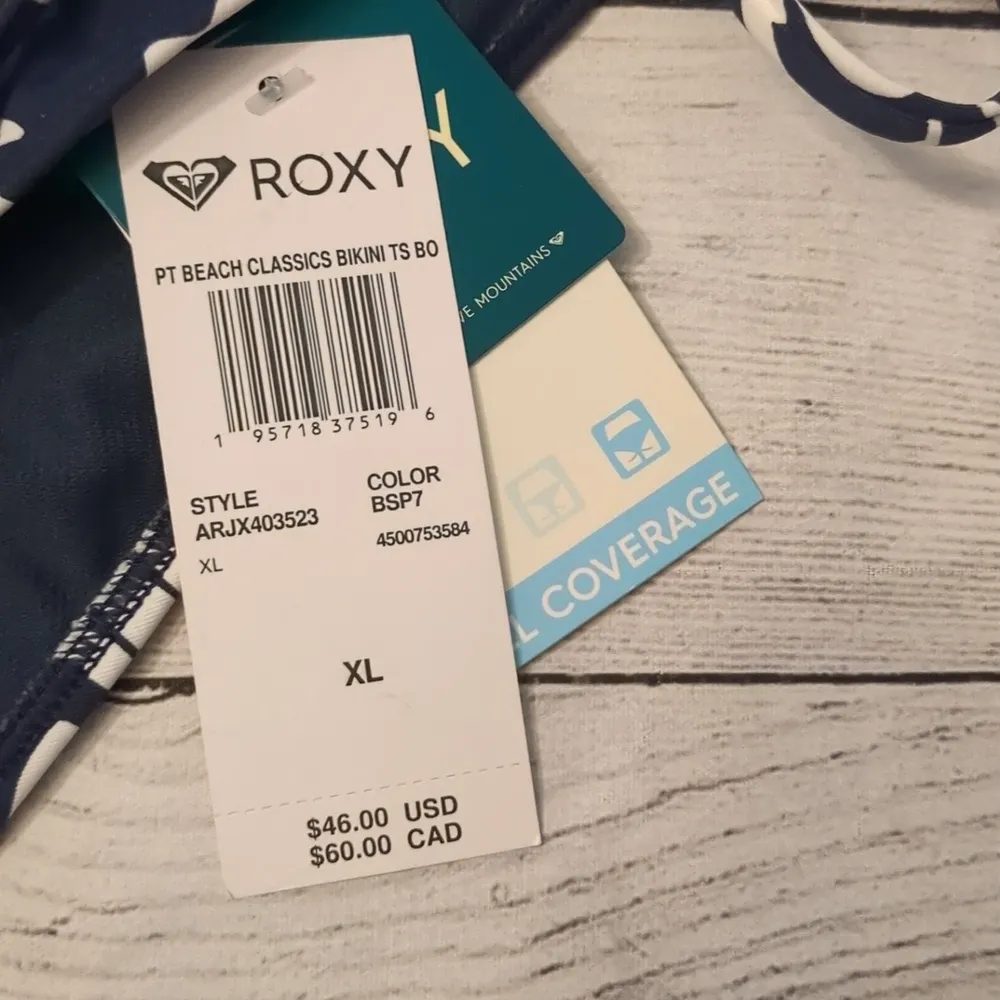 ROXY
PT BEACH CLASSICS BIKINI TS BO
1 95718 37519 6
STYLE
ARJX403523
XL
COLOR
BSP7
4500753584
XL
$46.00 USD
$60.00 CAD
Y
MOUNTAINS
COVERAGE